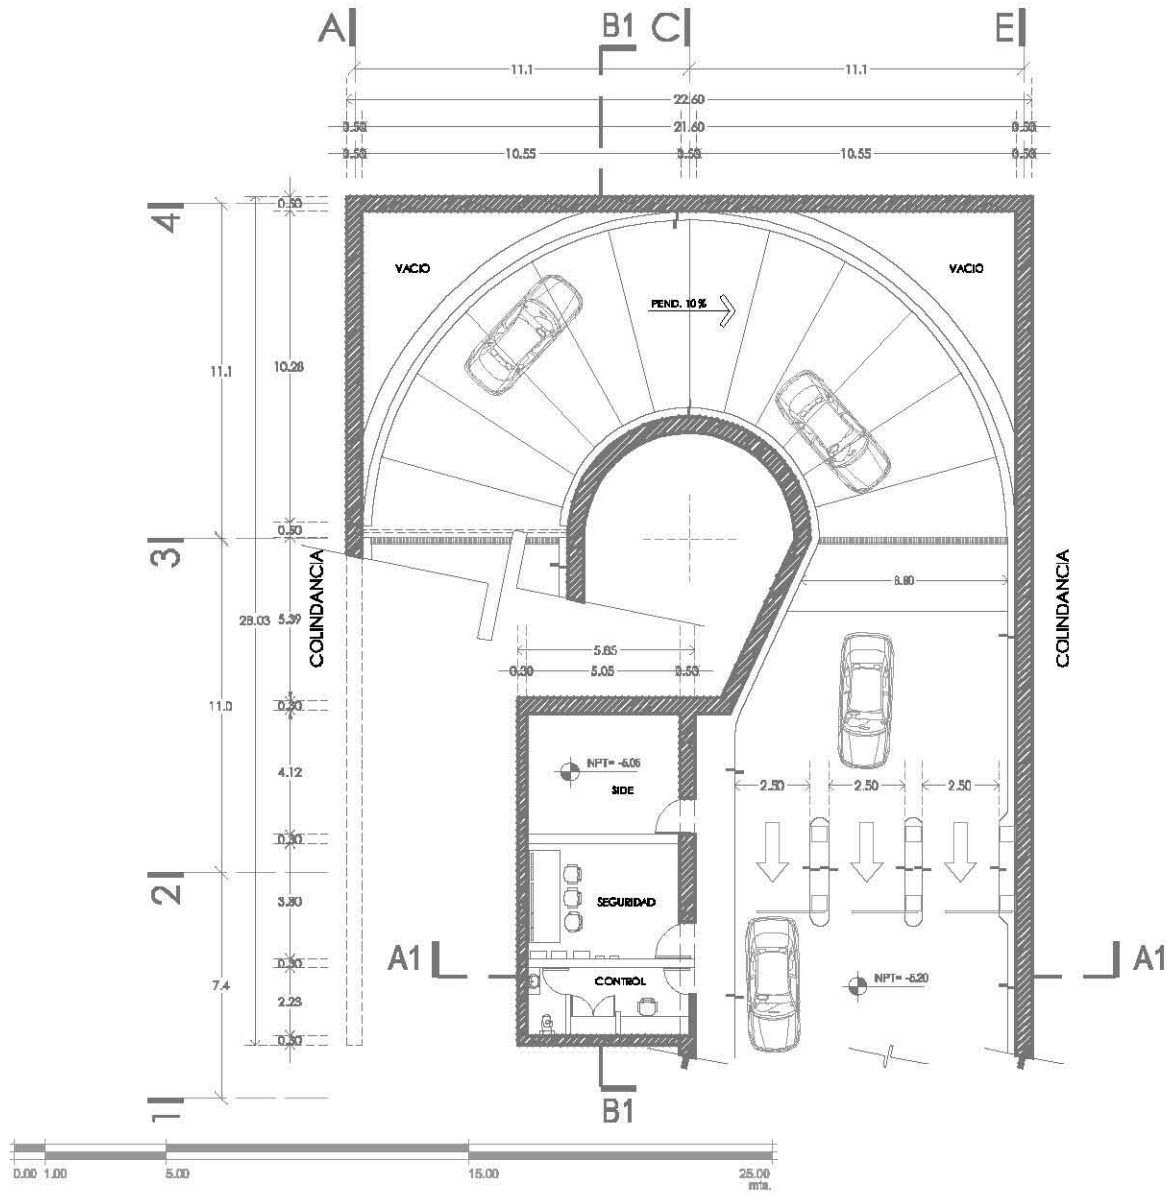 A B1 C E
11.1 11.1
22.60
0.50 21.60 0.50
0.50 10.55 0.50 10.55 0.50
4
0.50
VACIO VACIO
PEND. 10%
11.1 10.28
0.50
3
COLINDANCIA COLINDANCIA
8.80
28.03 5.39
5.85
0.30 5.05 0.50
11.0 0.30
4.12
NPT= -5.05
SIDE
2.50 2.50 2.50
0.30
2
3.80
SEGURIDAD
A1 A1
0.30
CONTROL
NPT= -5.20
7.4
2.23
0.30
1
B1
0.00 1.00 5.00 15.00 25.00
mts.